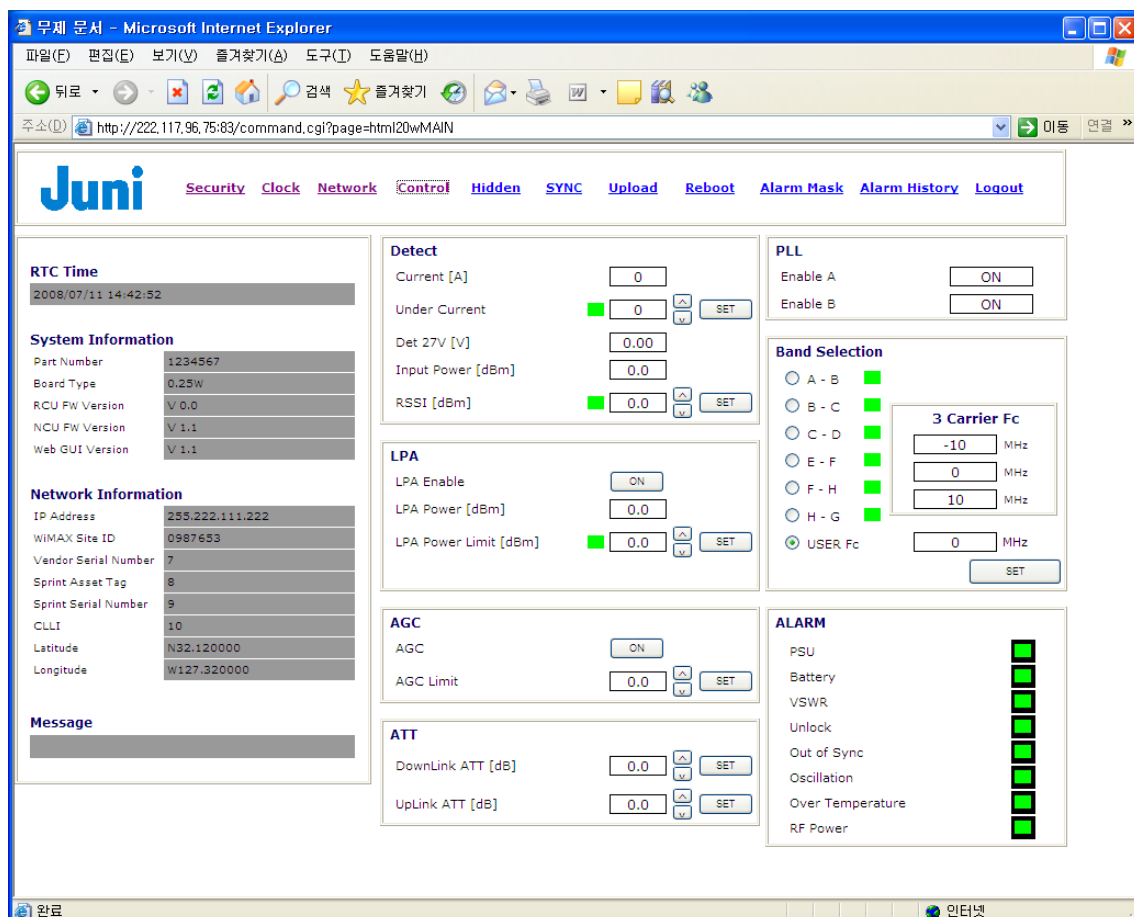 무제 문서 - Microsoft Internet Explorer
파일(F) 편집(E) 보기(V) 즐겨찾기(A) 도구(T) 도움말(H)
뒤로 검색 즐겨찾기
주소(D) http://222,117,96,75:83/command,cgi?page=html20wMAIN 이동 연결 »
Juni Security Clock Network Control Hidden SYNC Upload Reboot Alarm Mask Alarm History Logout
RTC Time
2008/07/11 14:42:52
System Information
Part Number 1234567
Board Type 0.25W
RCU FW Version V 0.0
NCU FW Version V 1.1
Web GUI Version V 1.1
Network Information
IP Address 255.222.111.222
WiMAX Site ID 0987653
Vendor Serial Number 7
Sprint Asset Tag 8
Sprint Serial Number 9
CLLI 10
Latitude N32.120000
Longitude W127.320000
Message
Detect
Current [A] 0
Under Current 0 SET
Det 27V [V] 0.00
Input Power [dBm] 0.0
RSSI [dBm] 0.0 SET
LPA
LPA Enable ON
LPA Power [dBm] 0.0
LPA Power Limit [dBm] 0.0 SET
AGC
AGC ON
AGC Limit 0.0 SET
ATT
DownLink ATT [dB] 0.0 SET
UpLink ATT [dB] 0.0 SET
PLL
Enable A ON
Enable B ON
Band Selection
A - B
B - C
C - D
E - F
F - H
H - G
3 Carrier Fc
-10 MHz
0 MHz
10 MHz
USER Fc 0 MHz
SET
ALARM
PSU
Battery
VSWR
Unlock
Out of Sync
Oscillation
Over Temperature
RF Power
완료 인터넷